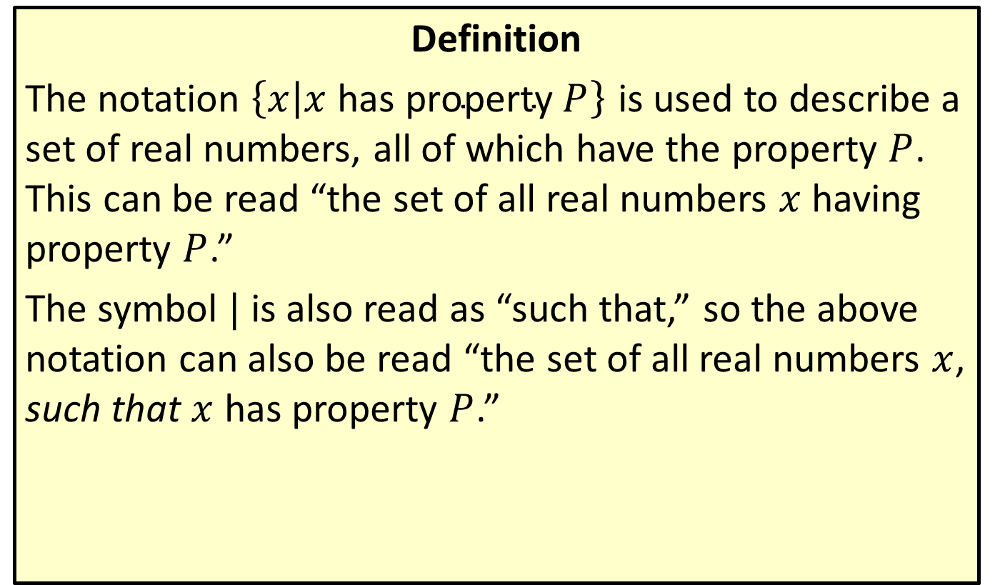 Definition
The notation {x|x has property P} is used to describe a
set of real numbers, all of which have the property P.
This can be read “the set of all real numbers x having
property P.”
The symbol | is also read as “such that,” so the above
notation can also be read “the set of all real numbers x,
such that x has property P.”